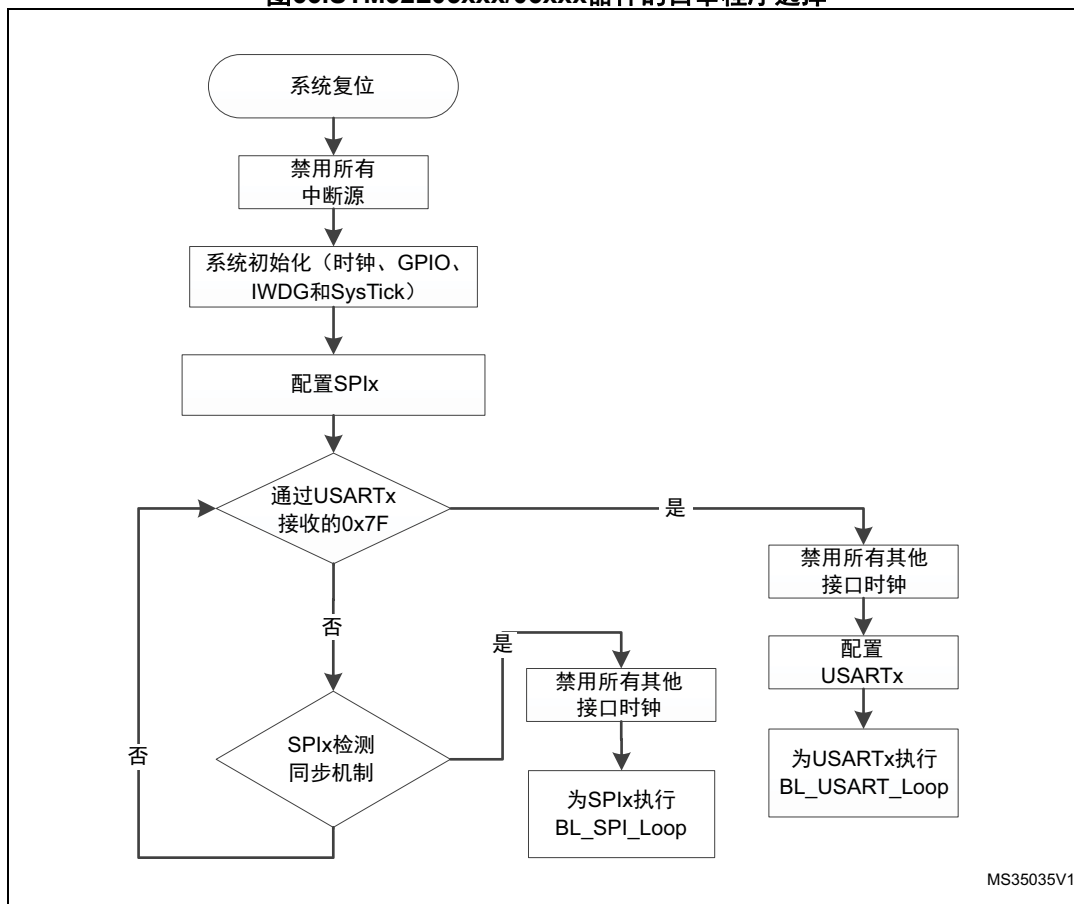 系统复位
禁用所有
中断源
系统初始化（时钟、GPIO、
IWDG和SysTick）
配置SPIx
通过USARTx
接收的0x7F
是
禁用所有其他
接口时钟
配置
USARTx
为USARTx执行
BL_USART_Loop
否
是
禁用所有其他
接口时钟
SPIx检测
同步机制
否
为SPIx执行
BL_SPI_Loop
MS35035V1